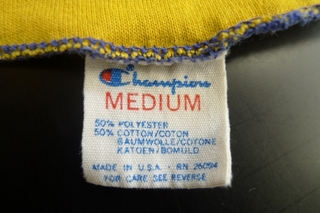 Champion
MEDIUM
50% POLYESTER
50% COTTON/COTON
BAUMWOLLE/COTONE
KATOEN/BOMULD
MADE IN U.S.A. - RN 26094
FOR CARE SEE REVERSE